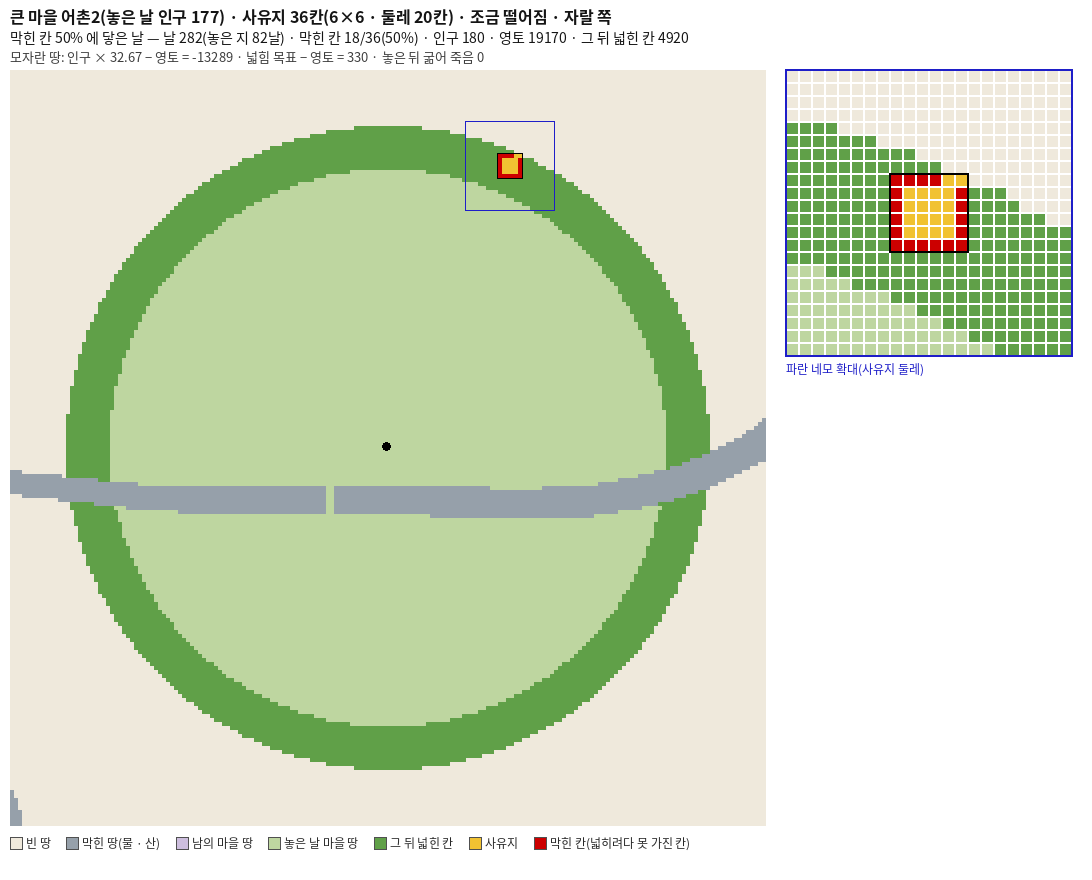 큰 마을 어촌2(놓은 날 인구 177) · 사유지 36칸(6×6 · 둘레 20칸) · 조금 떨어짐 · 자랄 쪽
막힌 칸 50% 에 닿은 날 — 날 282(놓은 지 82날) · 막힌 칸 18/36(50%) · 인구 180 · 영토 19170 · 그 뒤 넓힌 칸 4920
모자란 땅: 인구 × 32.67 − 영토 = -13289 · 넓힘 목표 − 영토 = 330 · 놓은 뒤 굶어 죽음 0
파란 네모 확대(사유지 둘레)
빈 땅 막힌 땅(물 · 산) 남의 마을 땅 놓은 날 마을 땅 그 뒤 넓힌 칸 사유지 막힌 칸(넓히려다 못 가진 칸)